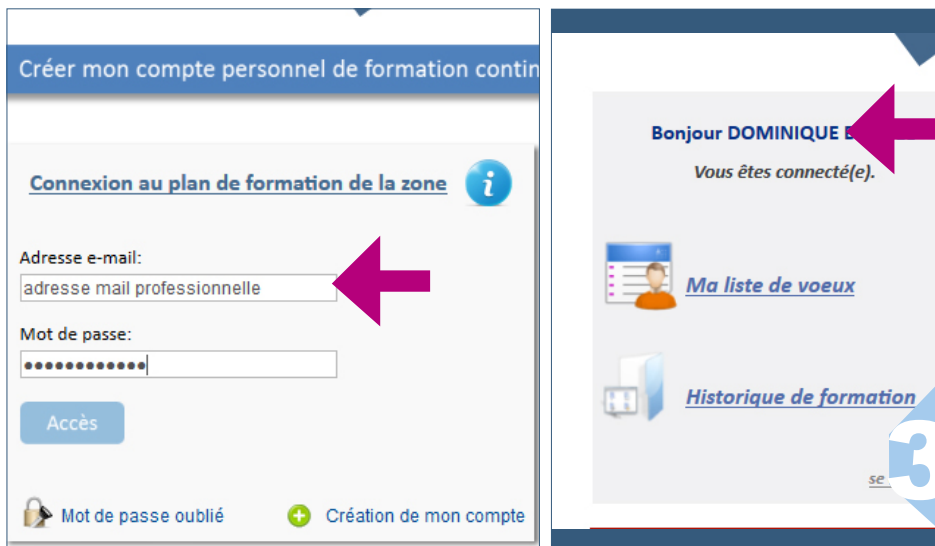 Créer mon compte personnel de formation contin
Connexion au plan de formation de la zone
i
Adresse e-mail:
adresse mail professionnelle
Mot de passe:
••••••••••••
Accès
Mot de passe oublié
Création de mon compte
Bonjour DOMINIQUE
Vous êtes connecté(e).
Ma liste de voeux
Historique de formation
se
3